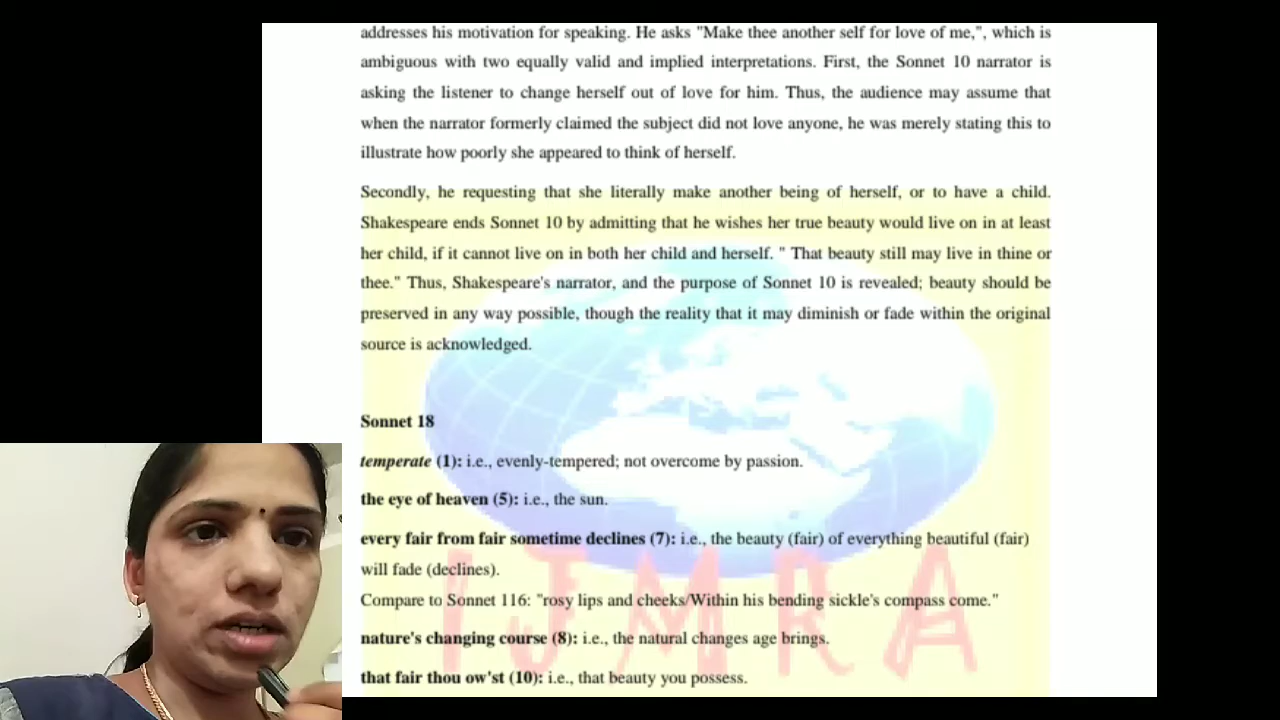 addresses his motivation for speaking. He asks "Make thee another self for love of me,", which is
ambiguous with two equally valid and implied interpretations. First, the Sonnet 10 narrator is
asking the listener to change herself out of love for him. Thus, the audience may assume that
when the narrator formerly claimed the subject did not love anyone, he was merely stating this to
illustrate how poorly she appeared to think of herself.
Secondly, he requesting that she literally make another being of herself, or to have a child.
Shakespeare ends Sonnet 10 by admitting that he wishes her true beauty would live on in at least
her child, if it cannot live on in both her child and herself. " That beauty still may live in thine or
thee." Thus, Shakespeare's narrator, and the purpose of Sonnet 10 is revealed; beauty should be
preserved in any way possible, though the reality that it may diminish or fade within the original
source is acknowledged.
Sonnet 18
temperate (1): i.e., evenly-tempered; not overcome by passion.
the eye of heaven (5): i.e., the sun.
every fair from fair sometime declines (7): i.e., the beauty (fair) of everything beautiful (fair)
will fade (declines).
Compare to Sonnet 116: "rosy lips and cheeks/Within his bending sickle's compass come."
nature's changing course (8): i.e., the natural changes age brings.
that fair thou ow'st (10): i.e., that beauty you possess.
IJMRA